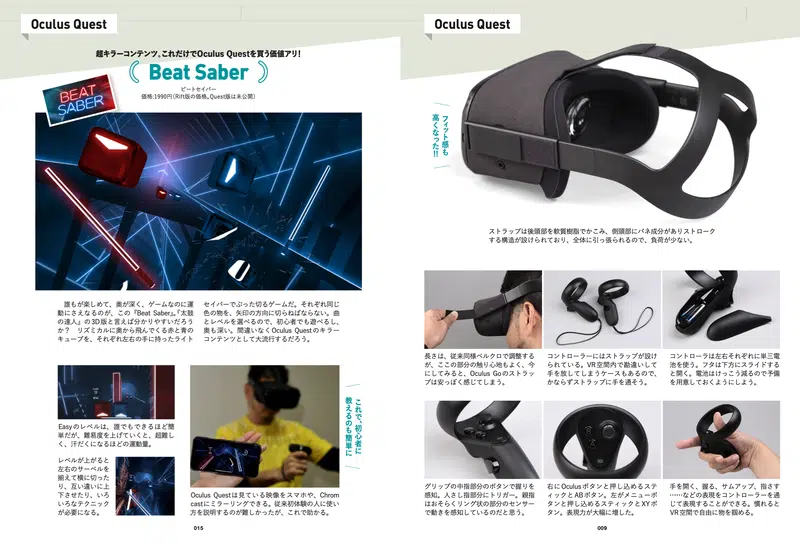 Oculus Quest
超キラーコンテンツ、これだけでOculus Questを買う価値アリ!
Beat Saber
ビートセイバー
価格:1990円(Rift版の価格。Quest版は未公開)
BEAT
SABER
誰もが楽しめて、奥が深く、ゲームなのに運
動にさえなるのが、この『Beat Saber』。『太鼓
の達人』の3D版と言えば分かりやすいだろう
か? リズミカルに奥から飛んでくる赤と青の
キューブを、それぞれ左右の手に持ったライト
セイバーでぶった切るゲームだ。それぞれ同じ
色の物を、矢印の方向に切らねばならない。曲
とレベルを選べるので、初心者でも遊べるし、
奥も深い。間違いなくOculus Questのキラー
コンテンツとして大流行するだろう。
Easyのレベルは、誰でもできるほど簡
単だが、難易度を上げていくと、超難し
く、汗だくになるほどの運動量。
レベルが上がると
左右のサーベルを
揃えて横に切った
り、互い違いに上
下させたり、いろ
いろなテクニック
が必要になる。
これで、初心者に
教えるのも簡単に
Oculus Questは見ている映像をスマホや、Chrom
castにミラーリングできる。従来初体験の人に使い
方を説明するのが難しかったが、これで助かる。
015
Oculus Quest
フィット感も
高くなった!!
ストラップは後頭部を軟質樹脂でかこみ、側頭部にバネ成分がありストローク
する構造が設けられており、全体に引っ張られるので、負荷が少ない。
長さは、従来同様ベルクロで調整する
が、ここの部分の触り心地もよく、今
にしてみると、Oculus Goのストラッ
プは安っぽく感じてしまう。
コントローラーにはストラップが設け
られている。VR空間内で勘違いして
手を放してしまうケースもあるので、
かならずストラップに手を通そう。
コントローラは左右それぞれに単三電
池を使う。フタは下方にスライドする
と開く。電池はけっこう減るので予備
を用意しておくようにしよう。
グリップの中指部分のボタンで握りを
感知。人さし指部分にトリガー。親指
はおそらくリング状の部分のセンサー
で動きを感知しているのだと思う。
右にOculusボタンと押し込めるステ
ィックとABボタン。左がメニューボ
タンと押し込めるスティックとXYボ
タン。表現力が大幅に増した。
手を開く、握る、サムアップ、指さす
……などの表現をコントローラーを通
じて表現することができる。慣れると
VR空間で自由に物を掴める。
009